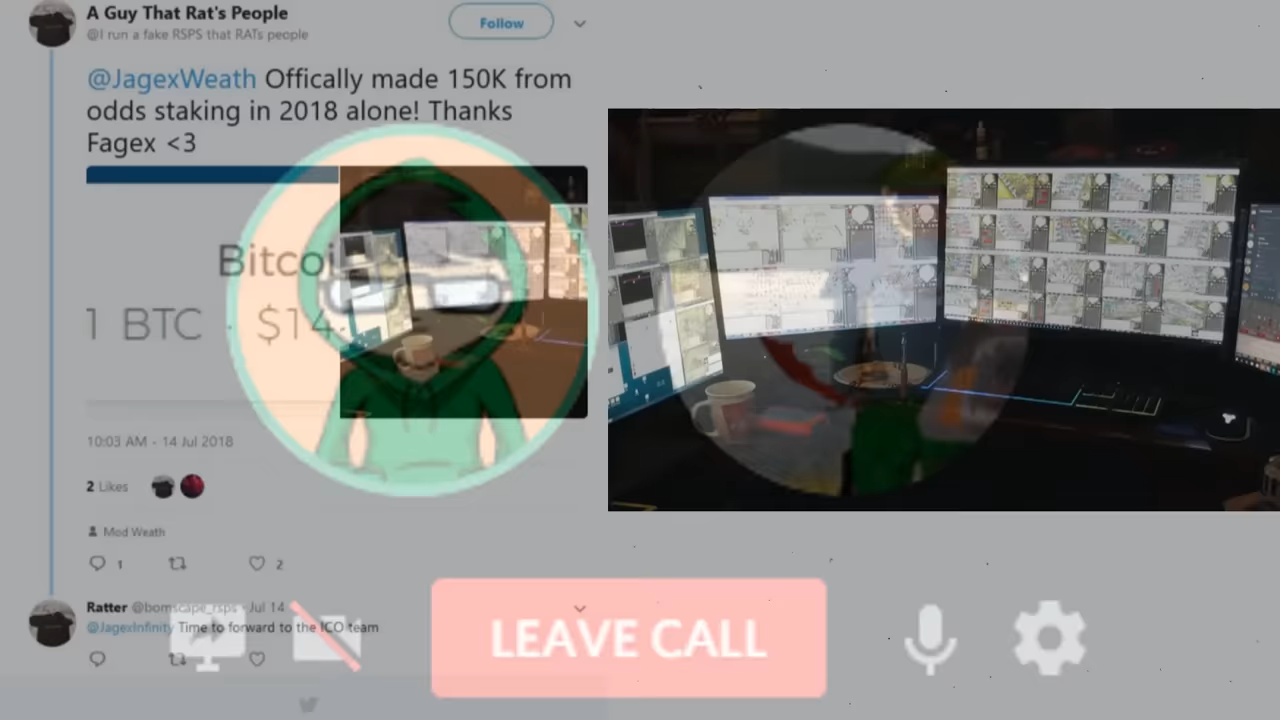 A Guy That Rat's People
@I run a fake RSPS that RATs people
Follow
@JagexWeath Offically made 150K from
odds staking in 2018 alone! Thanks
Fagex <3
Bitcoi
1 BTC $14
10:03 AM - 14 Jul 2018
2 Likes
Mod Weath
1
2
Ratter @bomscape_rsps · Jul 14
@JagexInfinity Time to forward to the ICO team
LEAVE CALL